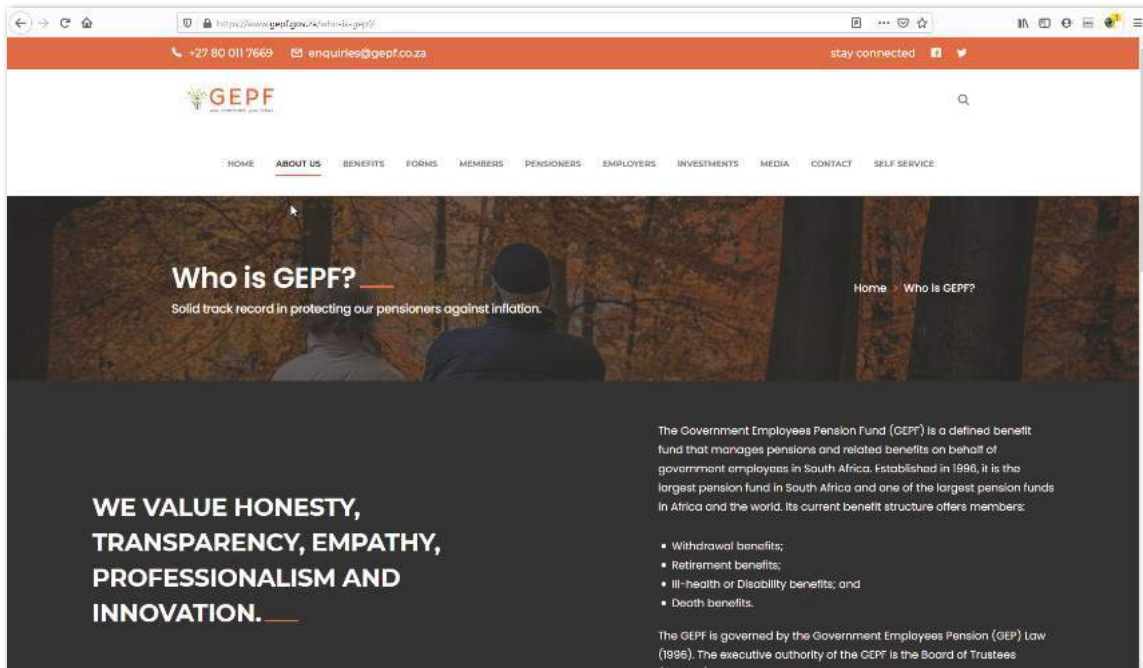 https://www.gepf.gov.za/who-is-gepf/
+27 80 011 7669 enquiries@gepf.co.za stay connected
GEPF
HOME ABOUT US BENEFITS FORMS MEMBERS PENSIONERS EMPLOYERS INVESTMENTS MEDIA CONTACT SELF SERVICE
Who is GEPF?
Solid track record in protecting our pensioners against inflation.
Home Who is GEPF?
WE VALUE HONESTY,
TRANSPARENCY, EMPATHY,
PROFESSIONALISM AND
INNOVATION.
The Government Employees Pension Fund (GEPF) is a defined benefit
fund that manages pensions and related benefits on behalf of
government employees in South Africa. Established in 1996, it is the
largest pension fund in South Africa and one of the largest pension funds
in Africa and the world. Its current benefit structure offers members:
• Withdrawal benefits;
• Retirement benefits;
• Ill-health or Disability benefits; and
• Death benefits.
The GEPF is governed by the Government Employees Pension (GEP) Law
(1996). The executive authority of the GEPF is the Board of Trustees